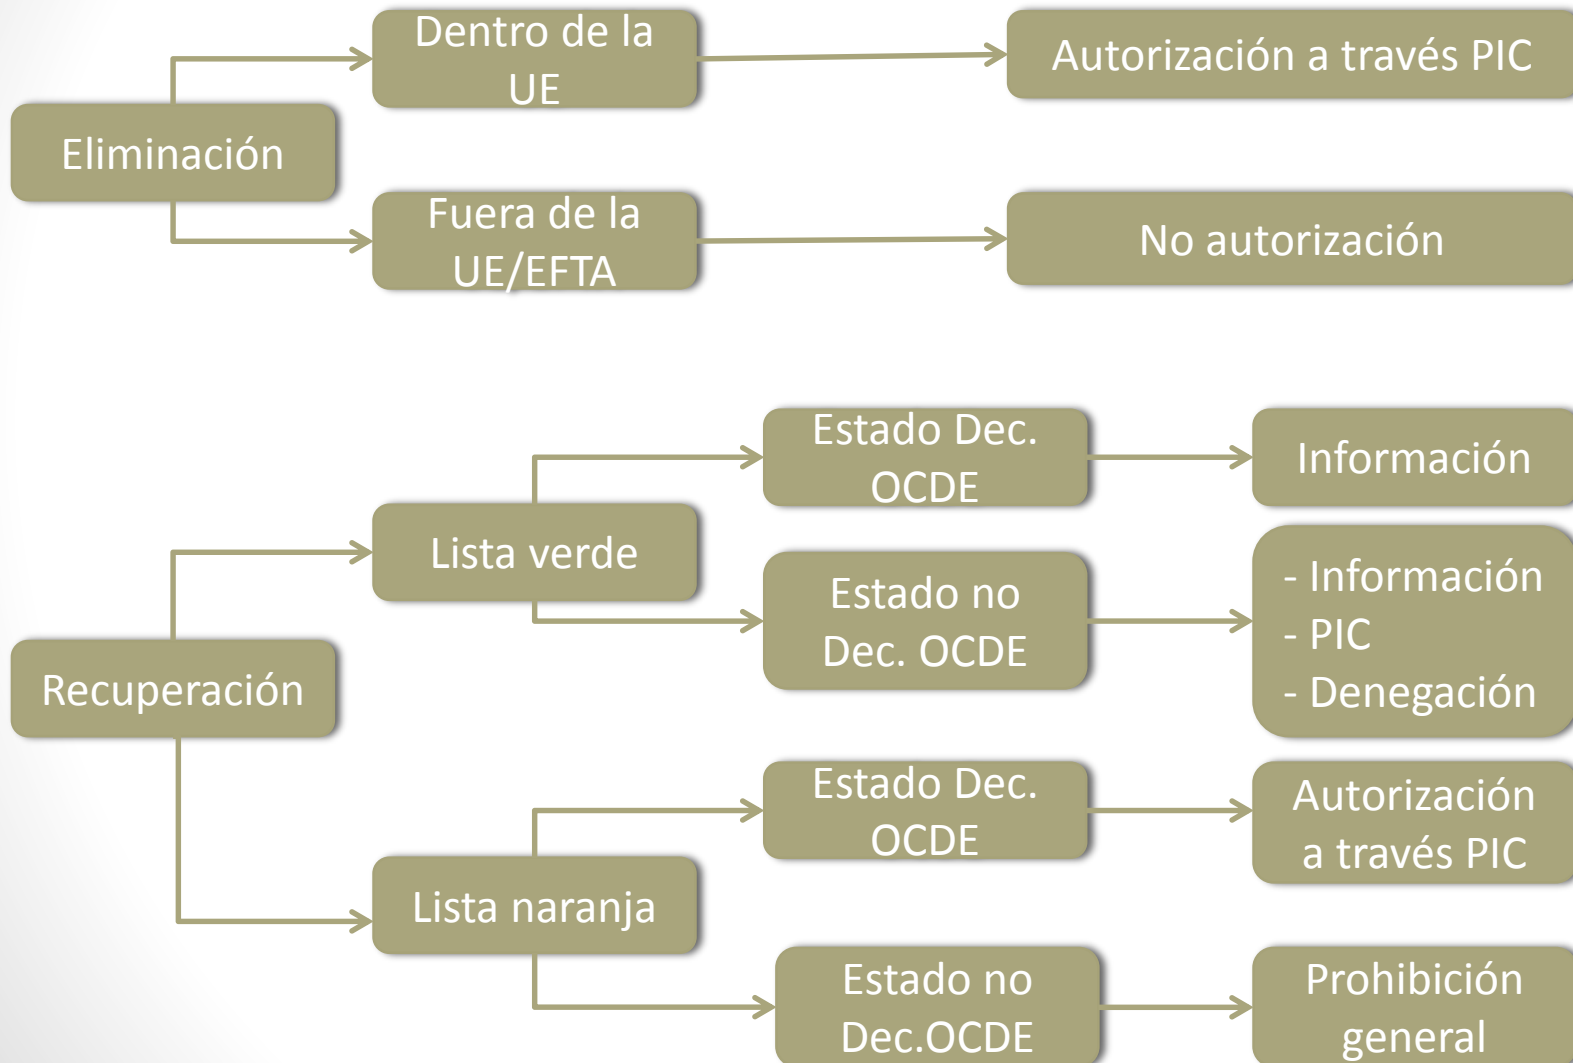 Dentro de la
UE
Autorización a través PIC
Eliminación
Fuera de la
UE/EFTA
No autorización
Estado Dec.
OCDE
Información
Lista verde
Estado no
Dec. OCDE
- Información
- PIC
- Denegación
Recuperación
Estado Dec.
OCDE
Autorización
a través PIC
Lista naranja
Estado no
Dec.OCDE
Prohibición
general